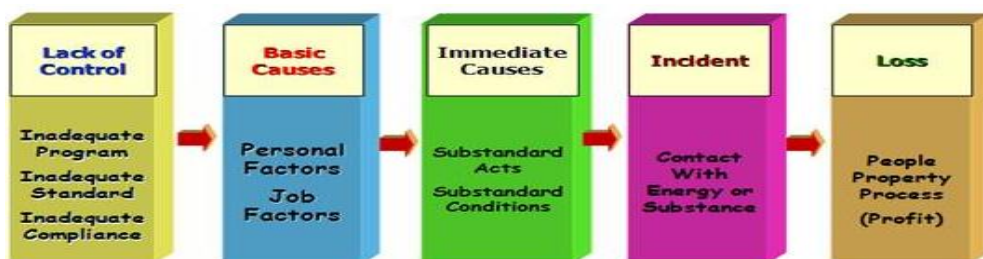 Lack of
Control
Inadequate
Program
Inadequate
Standard
Inadequate
Compliance
Basic
Causes
Personal
Factors
Job
Factors
Immediate
Causes
Substandard
Acts
Substandard
Conditions
Incident
Contact
With
Energy or
Substance
Loss
People
Property
Process
(Profit)